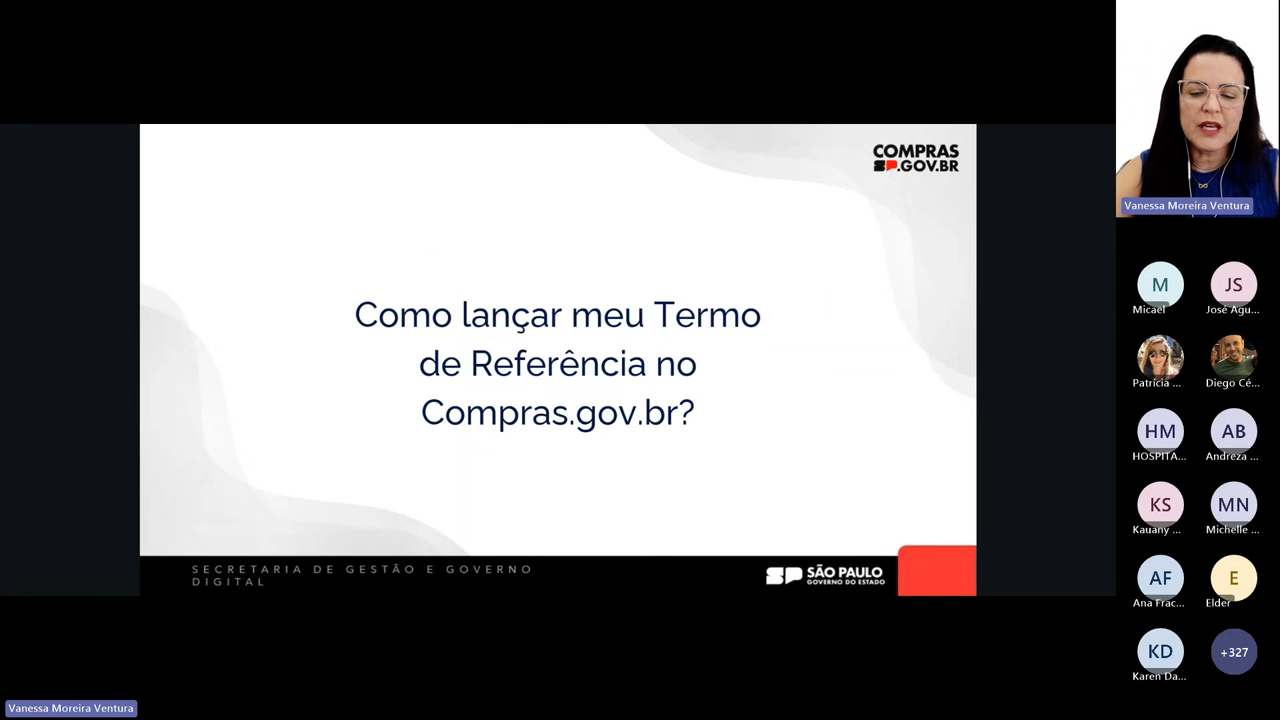 COMPRAS
SP.GOV.BR
Como lançar meu Termo
de Referência no
Compras.gov.br?
SECRETARIA DE GESTÃO E GOVERNO
DIGITAL
SP SÃO PAULO
GOVERNO DO ESTADO
Vanessa Moreira Ventura
M
Micael
JS
José Agu...
Patrícia ...
Diego Cé...
HM
HOSPITA...
AB
Andreza ...
KS
Kauany ...
MN
Michelle ...
AF
Ana Frac...
E
Elder
KD
Karen Da...
+327
Vanessa Moreira Ventura